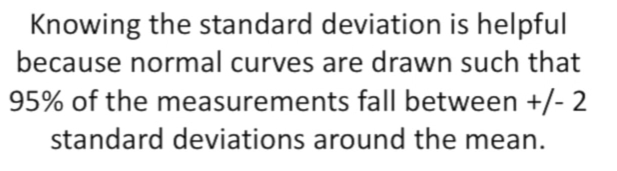 Knowing the standard deviation is helpful
because normal curves are drawn such that
95% of the measurements fall between +/- 2
standard deviations around the mean.